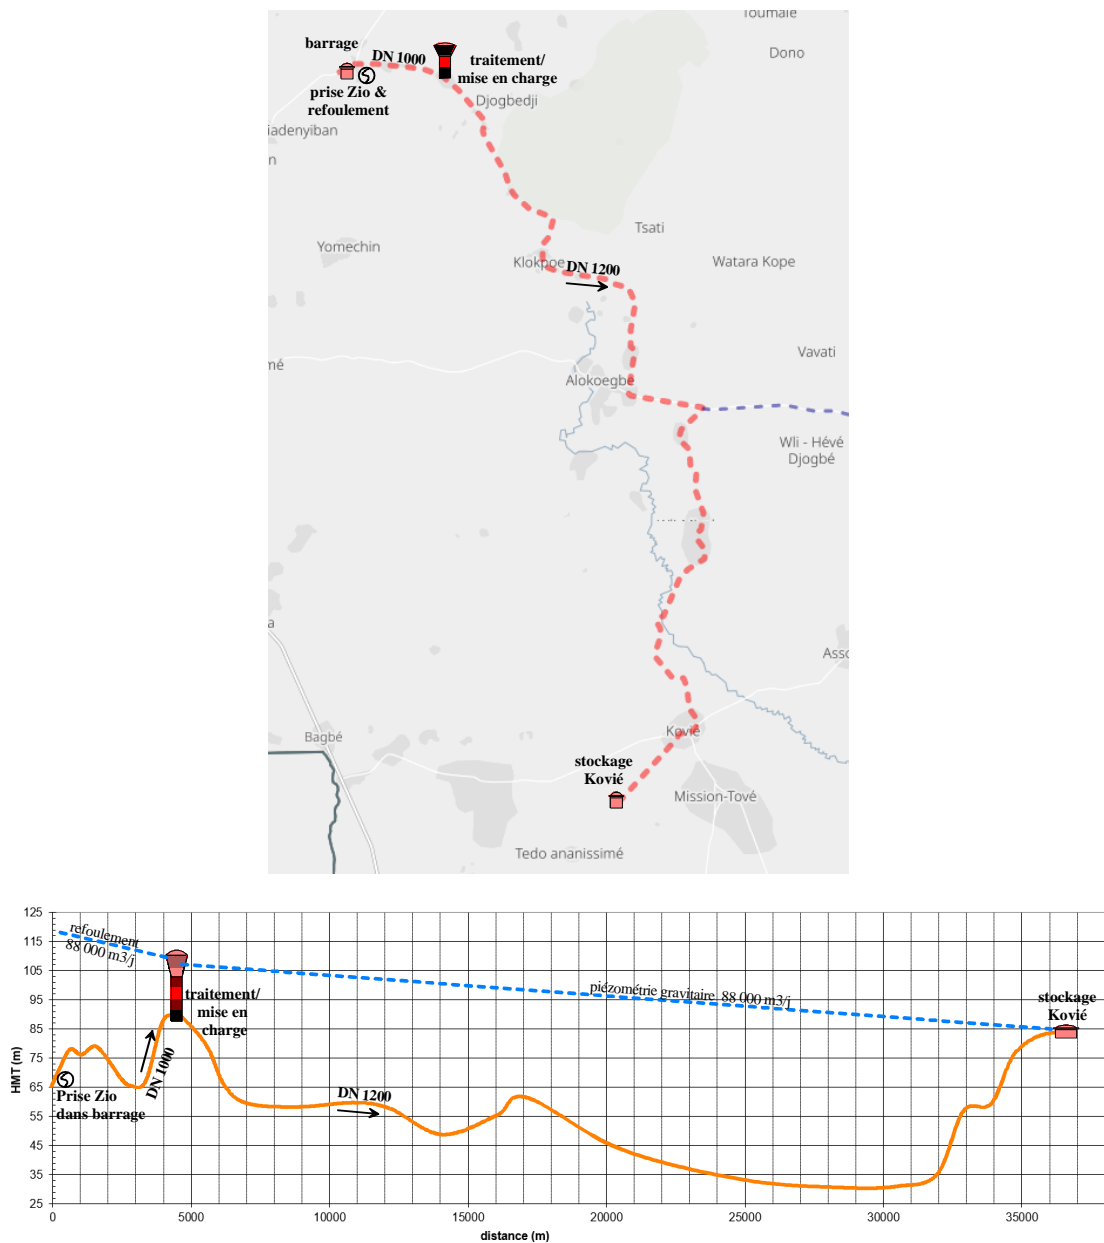 Toumale
Dono
barrage
DN 1000
traitement/
mise en charge
prise Zio &
refoulement
Djogbedji
iadenyiban
n
Tsati
Yomechin
Klokpoe
DN 1200
Watara Kope
Vavati
mé
Alokoegbe
Wli - Hévé
Djogbé
a
Asso
Bagbé
Kovié
stockage
Kovié
Mission-Tové
Tedo ananissimé
125
115
105
95
85
75
65
55
45
35
25
HMT (m)
refoulement
88 000 m3/j
traitement/
mise en
charge
piézométrie gravitaire 88 000 m3/j
stockage
Kovié
DN 1000
Prise Zio
dans barrage
DN 1200
0
5000
10000
15000
20000
25000
30000
35000
distance (m)